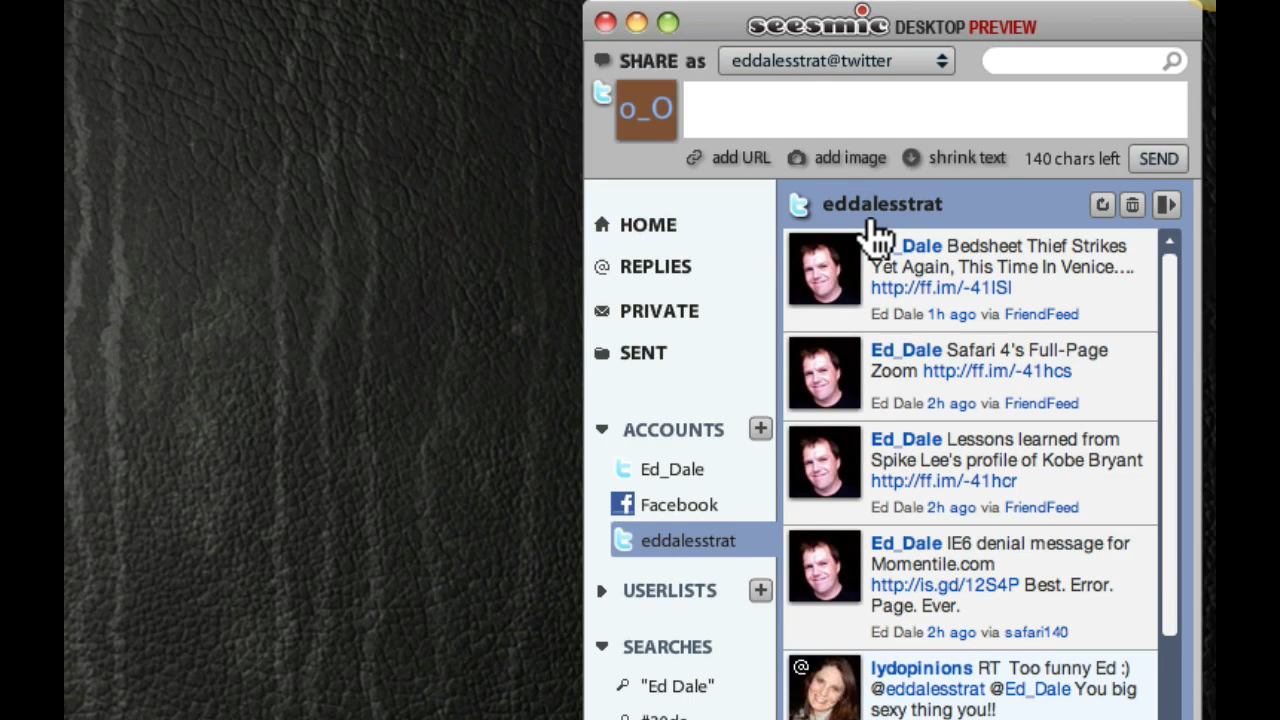 seesmic DESKTOP PREVIEW
SHARE as eddalesstrat@twitter
o_O
add URL add image shrink text 140 chars left SEND
HOME
REPLIES
PRIVATE
SENT
ACCOUNTS +
Ed_Dale
Facebook
eddalesstrat
USERLISTS +
SEARCHES
"Ed Dale"
eddalesstrat
_Dale Bedsheet Thief Strikes
Yet Again, This Time In Venice....
http://ff.im/-41ISI
Ed Dale 1h ago via FriendFeed
Ed_Dale Safari 4's Full-Page
Zoom http://ff.im/-41hcs
Ed Dale 2h ago via FriendFeed
Ed_Dale Lessons learned from
Spike Lee's profile of Kobe Bryant
http://ff.im/-41hcr
Ed Dale 2h ago via FriendFeed
Ed_Dale IE6 denial message for
Momentile.com
http://is.gd/12S4P Best. Error.
Page. Ever.
Ed Dale 2h ago via safari140
@
lydopinions RT Too funny Ed :)
@eddalesstrat @Ed_Dale You big
sexy thing you!!